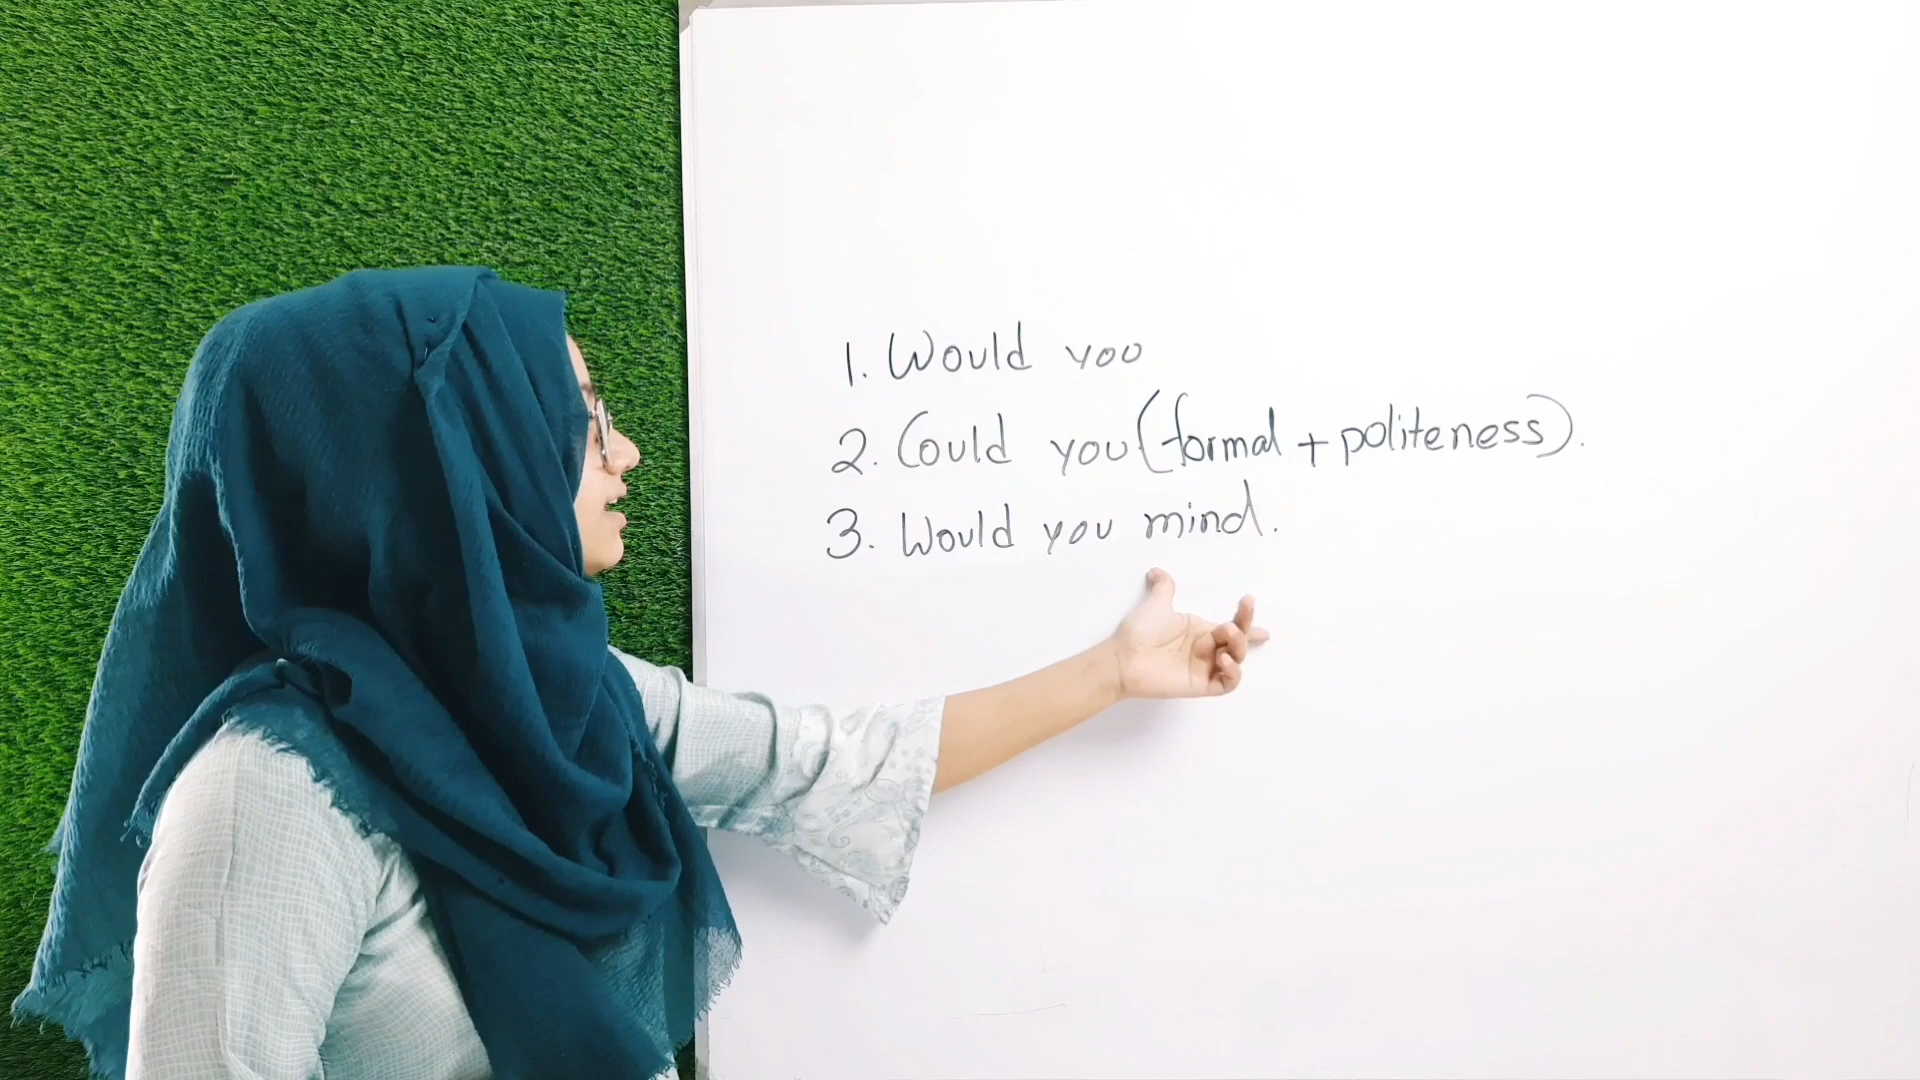 1. Would you
2. Could you (formal + politeness).
3. Would you mind.